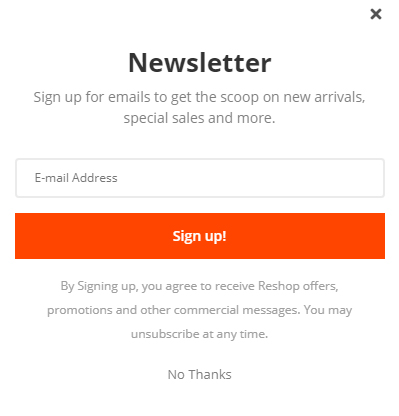 Newsletter
Sign up for emails to get the scoop on new arrivals,
special sales and more.
E-mail Address
Sign up!
By Signing up, you agree to receive Reshop offers,
promotions and other commercial messages. You may
unsubscribe at any time.
No Thanks